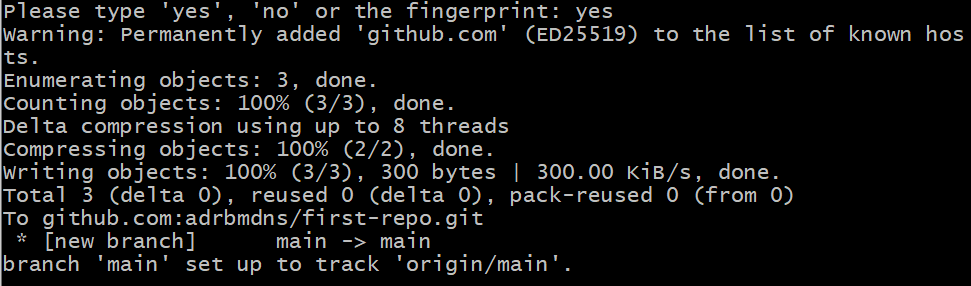 Please type 'yes', 'no' or the fingerprint: yes
Warning: Permanently added 'github.com' (ED25519) to the list of known hos
ts.
Enumerating objects: 3, done.
Counting objects: 100% (3/3), done.
Delta compression using up to 8 threads
Compressing objects: 100% (2/2), done.
Writing objects: 100% (3/3), 300 bytes | 300.00 KiB/s, done.
Total 3 (delta 0), reused 0 (delta 0), pack-reused 0 (from 0)
To github.com:adrbmdns/first-repo.git
 * [new branch]      main -> main
branch 'main' set up to track 'origin/main'.